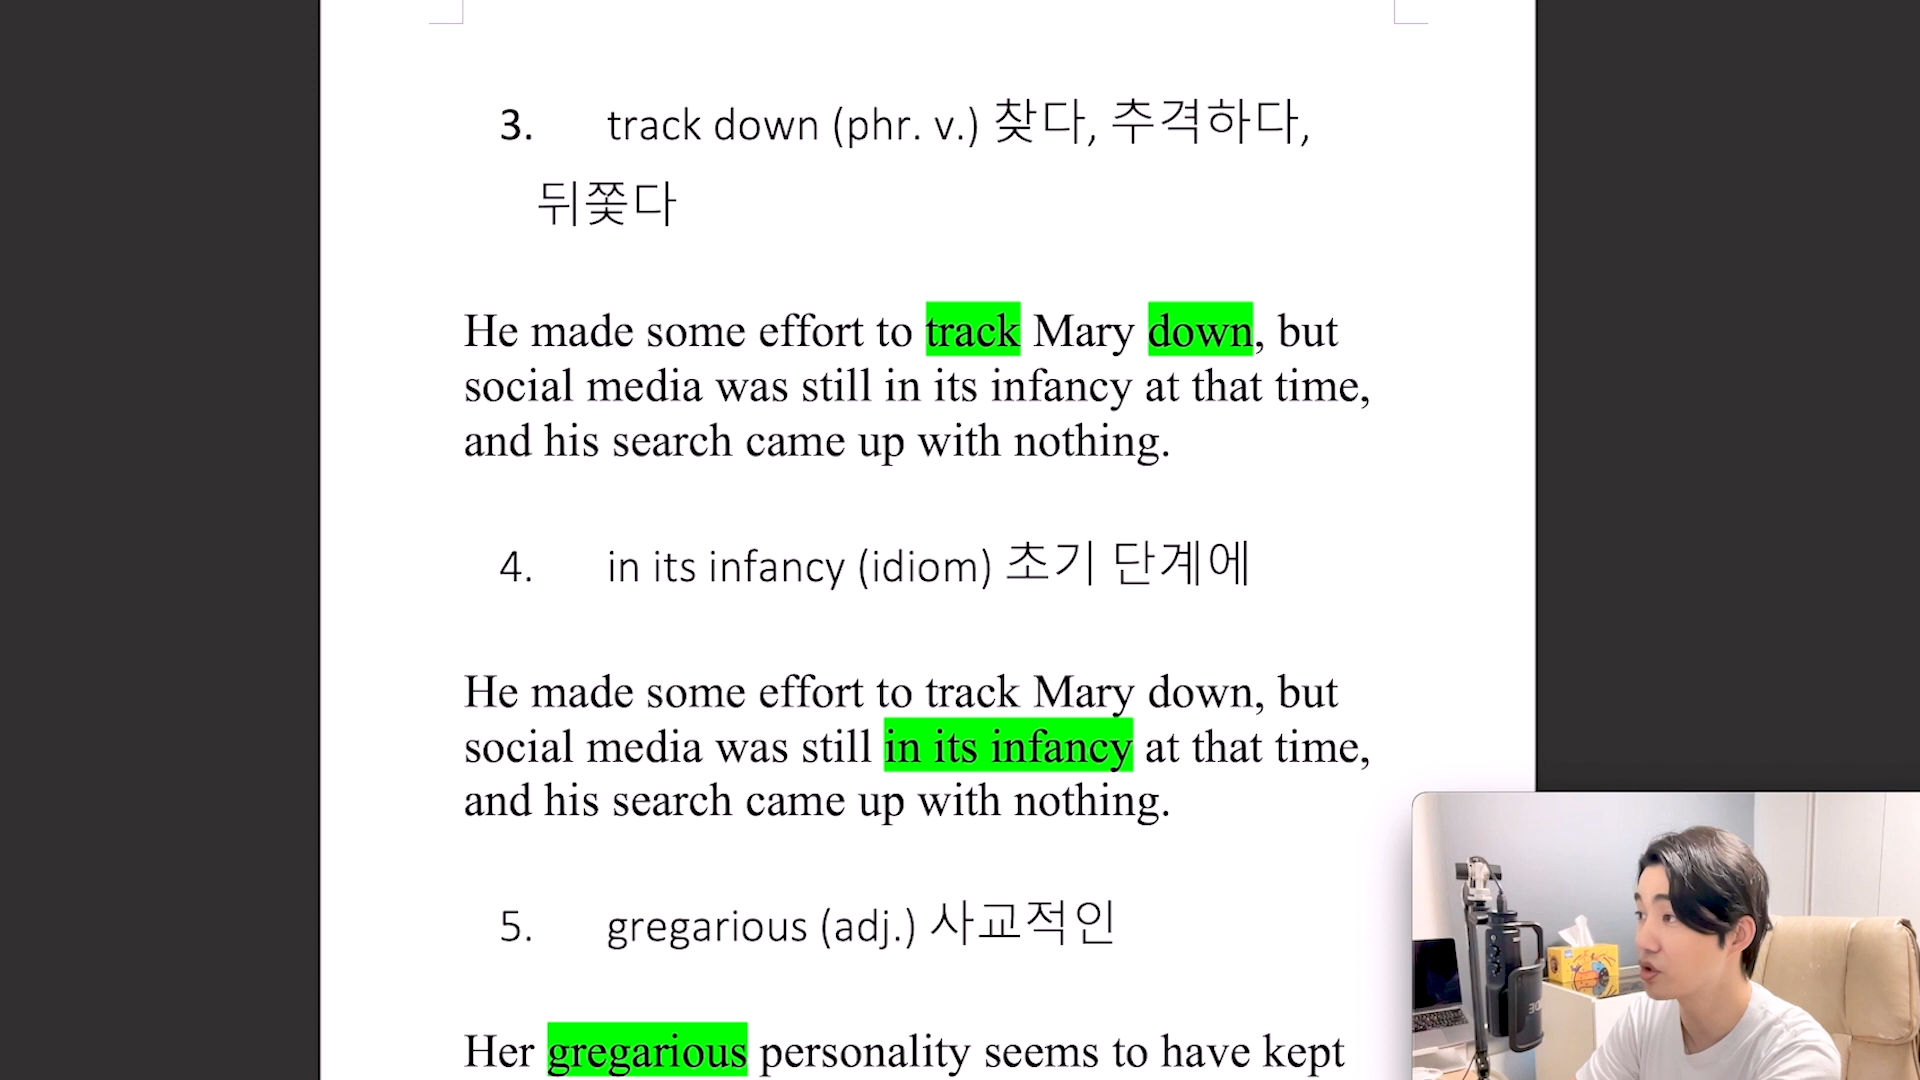 3. track down (phr. v.) 찾다, 추격하다,
뒤쫓다
He made some effort to track Mary down, but
social media was still in its infancy at that time,
and his search came up with nothing.
4. in its infancy (idiom) 초기 단계에
He made some effort to track Mary down, but
social media was still in its infancy at that time,
and his search came up with nothing.
5. gregarious (adj.) 사교적인
Her gregarious personality seems to have kept